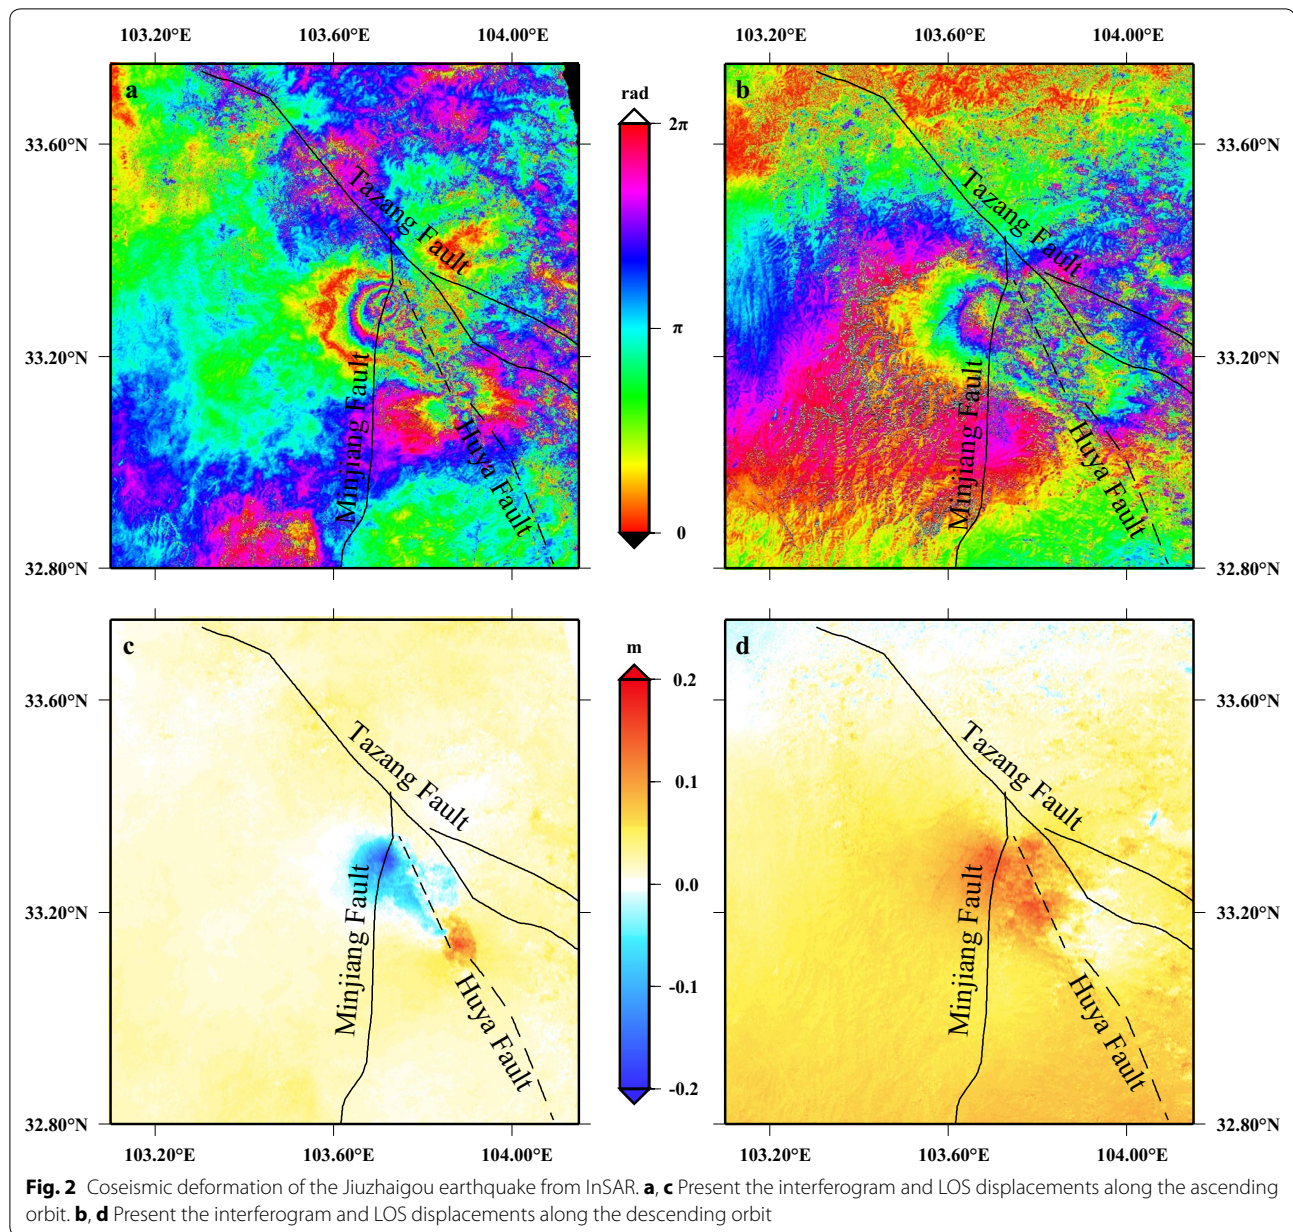 103.20°E 103.60°E 104.00°E 103.20°E 103.60°E 104.00°E
a
b
rad
2π
π
0
33.60°N
33.20°N
32.80°N
33.60°N
33.20°N
32.80°N
Tazang Fault
Minjiang Fault
Huya Fault
Tazang Fault
Minjiang Fault
Huya Fault
c
d
m
0.2
0.1
0.0
-0.1
-0.2
33.60°N
33.20°N
32.80°N
33.60°N
33.20°N
32.80°N
Tazang Fault
Minjiang Fault
Huya Fault
Tazang Fault
Minjiang Fault
Huya Fault
103.20°E 103.60°E 104.00°E 103.20°E 103.60°E 104.00°E
Fig. 2 Coseismic deformation of the Jiuzhaigou earthquake from InSAR. a, c Present the interferogram and LOS displacements along the ascending
orbit. b, d Present the interferogram and LOS displacements along the descending orbit